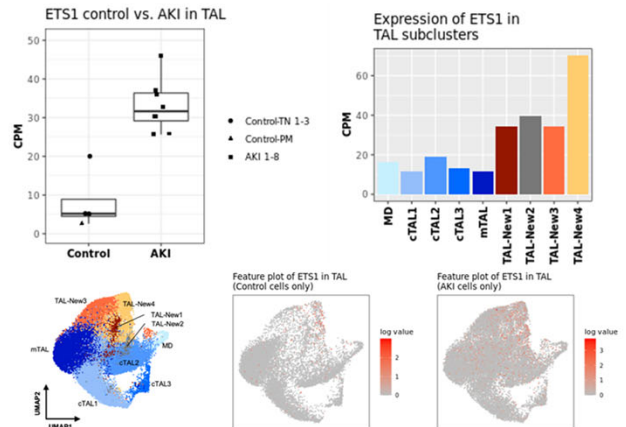 ETS1 control vs. AKI in TAL
CPM
50
40
30
20
10
0
Control
AKI
Control-TN 1-3
Control-PM
AKI 1-8
Expression of ETS1 in
TAL subclusters
CPM
60
40
20
0
MD
cTAL1
cTAL2
cTAL3
mTAL
TAL-New1
TAL-New2
TAL-New3
TAL-New4
TAL-New3
TAL-New4
TAL-New1
TAL-New2
mTAL
MD
cTAL2
cTAL3
cTAL1
UMAP2
UMAP1
Feature plot of ETS1 in TAL
(Control cells only)
log value
2
1
0
Feature plot of ETS1 in TAL
(AKI cells only)
log value
3
2
1
0